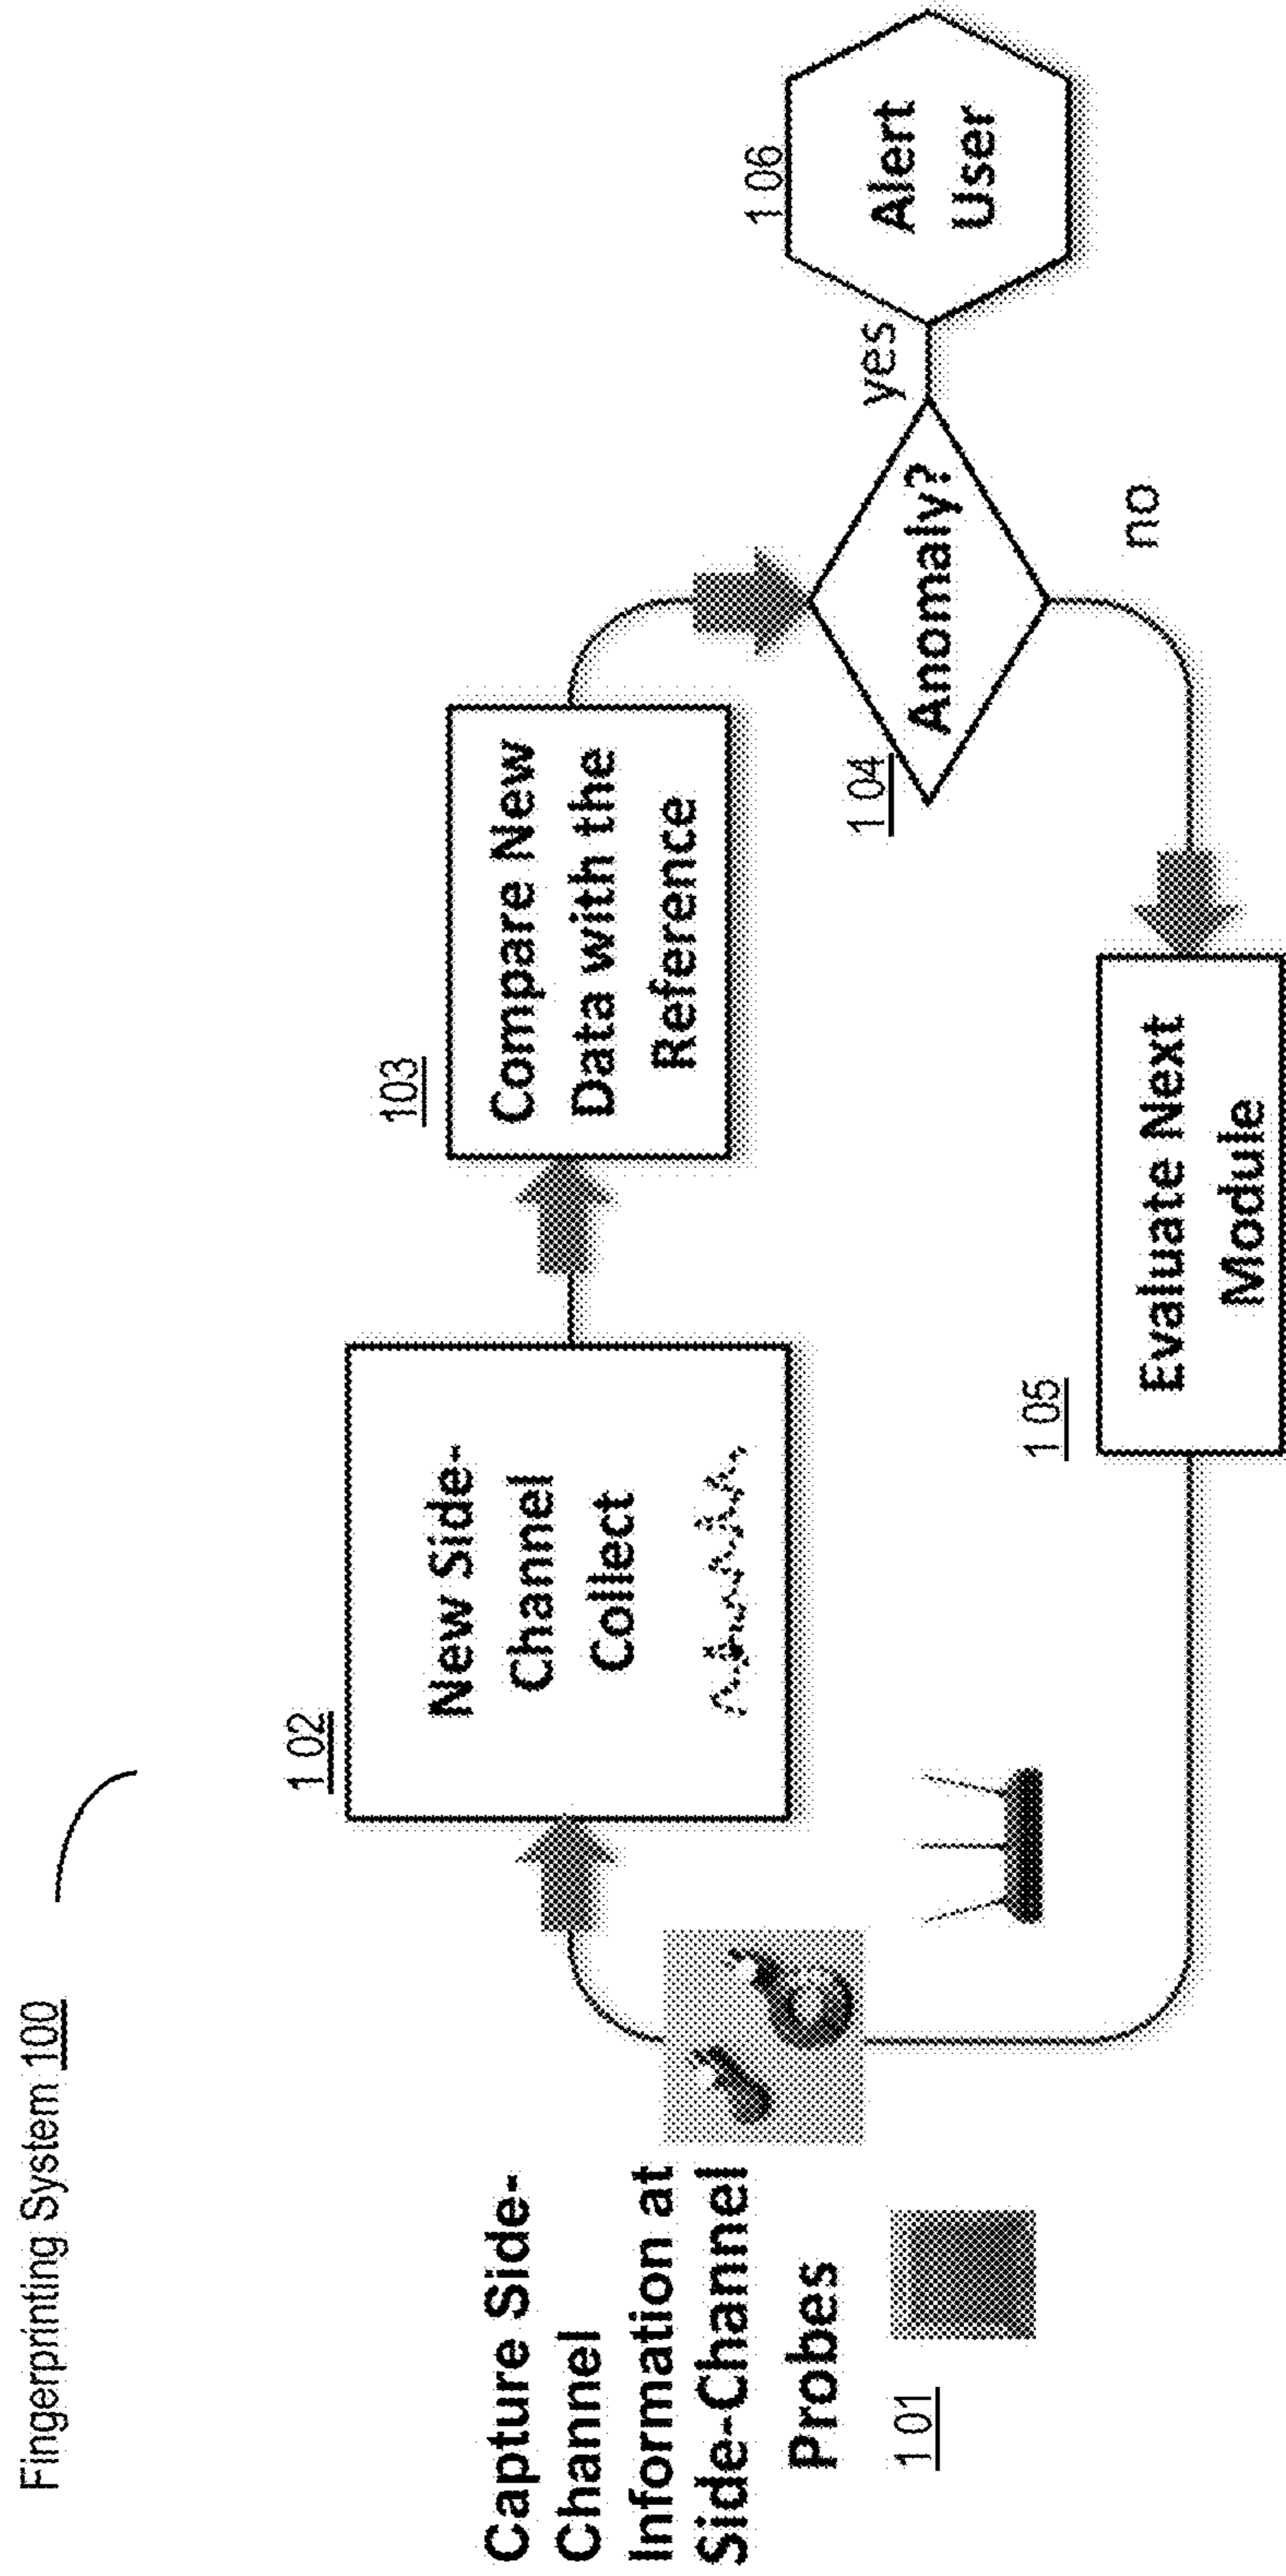 Fingerprinting System 100
Capture Side-
Channel
Information at
Side-Channel
Probes
101
102
New Side-
Channel
Collect
103
Compare New
Data with the
Reference
104
Anomaly?
yes
106
Alert
User
no
105
Evaluate Next
Module